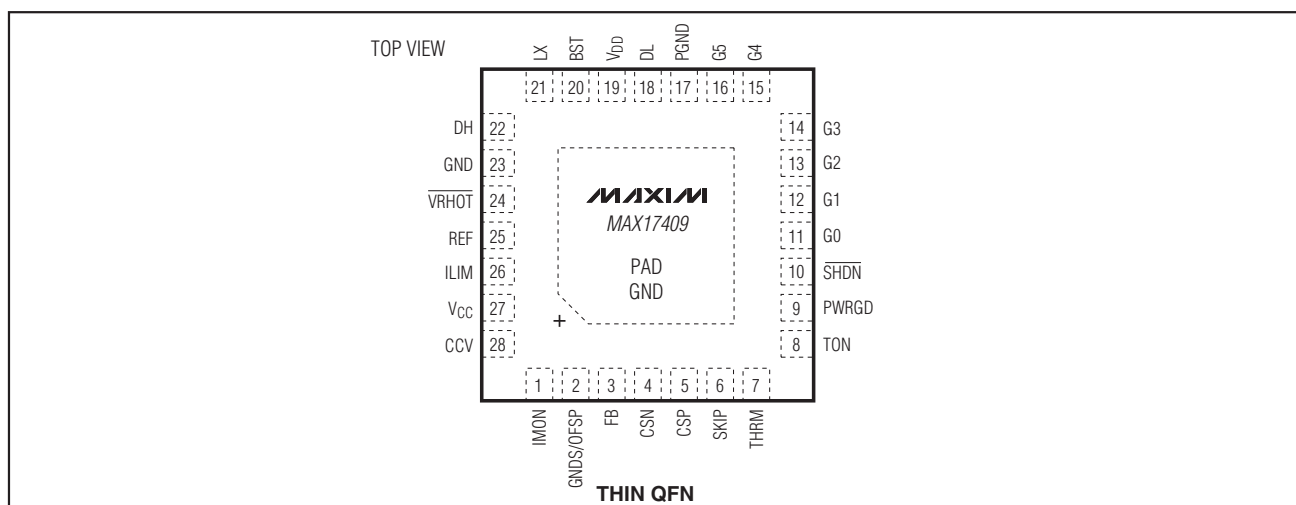 TOP VIEW
LX
BST
VDD
DL
PGND
G5
G4
21
20
19
18
17
16
15
DH 22
GND 23
V̅R̅H̅O̅T̅ 24
REF 25
ILIM 26
VCC 27
CCV 28
14 G3
13 G2
12 G1
11 G0
10 S̅H̅D̅N̅
9 PWRGD
8 TON
MAXIM
MAX17409
PAD
GND
+
1
2
3
4
5
6
7
IMON
GNDS/OFSP
FB
CSN
CSP
SKIP
THRM
THIN QFN